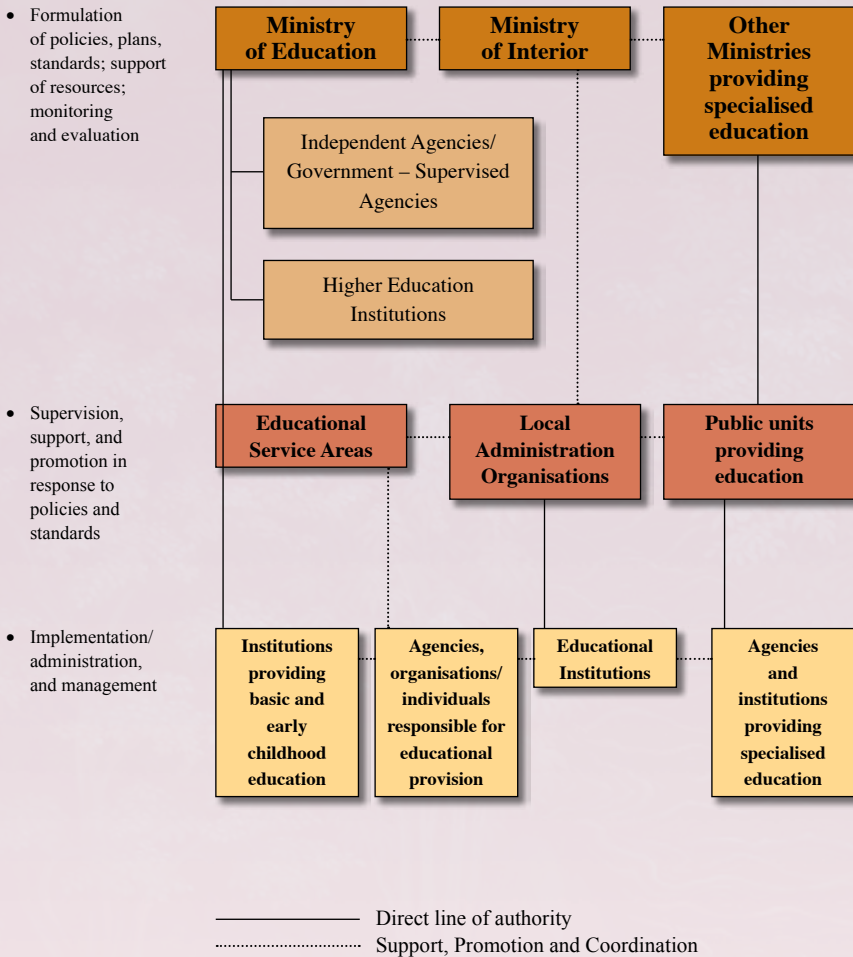 • Formulation
of policies, plans,
standards; support
of resources;
monitoring
and evaluation
Ministry
of Education
Ministry
of Interior
Other
Ministries
providing
specialised
education
Independent Agencies/
Government – Supervised
Agencies
Higher Education
Institutions
• Supervision,
support, and
promotion in
response to
policies and
standards
Educational
Service Areas
Local
Administration
Organisations
Public units
providing
education
• Implementation/
administration,
and management
Institutions
providing
basic and
early
childhood
education
Agencies,
organisations/
individuals
responsible for
educational
provision
Educational
Institutions
Agencies
and
institutions
providing
specialised
education
Direct line of authority
Support, Promotion and Coordination